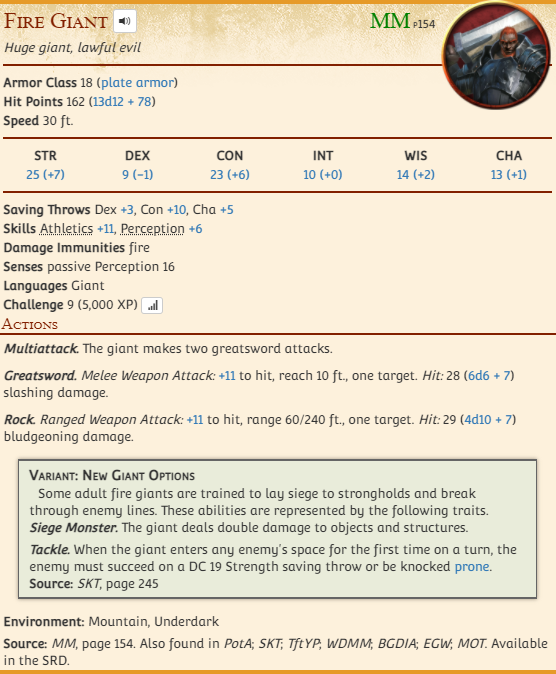 Fire Giant MM p154
Huge giant, lawful evil
Armor Class 18 (plate armor)
Hit Points 162 (13d12 + 78)
Speed 30 ft.
STR DEX CON INT WIS CHA
25 (+7) 9 (−1) 23 (+6) 10 (+0) 14 (+2) 13 (+1)
Saving Throws Dex +3, Con +10, Cha +5
Skills Athletics +11, Perception +6
Damage Immunities fire
Senses passive Perception 16
Languages Giant
Challenge 9 (5,000 XP)
Actions
Multiattack. The giant makes two greatsword attacks.
Greatsword. Melee Weapon Attack: +11 to hit, reach 10 ft., one target. Hit: 28 (6d6 + 7)
slashing damage.
Rock. Ranged Weapon Attack: +11 to hit, range 60/240 ft., one target. Hit: 29 (4d10 + 7)
bludgeoning damage.
Variant: New Giant Options
Some adult fire giants are trained to lay siege to strongholds and break
through enemy lines. These abilities are represented by the following traits.
Siege Monster. The giant deals double damage to objects and structures.
Tackle. When the giant enters any enemy's space for the first time on a turn, the
enemy must succeed on a DC 19 Strength saving throw or be knocked prone.
Source: SKT, page 245
Environment: Mountain, Underdark
Source: MM, page 154. Also found in PotA; SKT; TftYP; WDMM; BGDIA; EGW; MOT. Available
in the SRD.